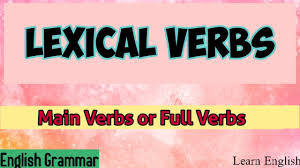 LEXICAL VERBS
Main Verbs or Full Verbs
English Grammar
Learn English